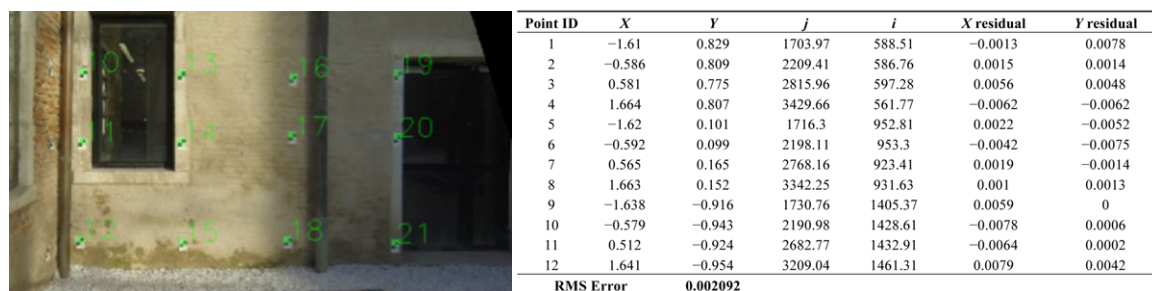 10 13 16 19
11 14 17 20
12 15 18 21
Point ID X Y j i X residual Y residual
1 −1.61 0.829 1703.97 588.51 −0.0013 0.0078
2 −0.586 0.809 2209.41 586.76 0.0015 0.0014
3 0.581 0.775 2815.96 597.28 0.0056 0.0048
4 1.664 0.807 3429.66 561.77 −0.0062 −0.0062
5 −1.62 0.101 1716.3 952.81 0.0022 −0.0052
6 −0.592 0.099 2198.11 953.3 −0.0042 −0.0075
7 0.565 0.165 2768.16 923.41 0.0019 −0.0014
8 1.663 0.152 3342.25 931.63 0.001 0.0013
9 −1.638 −0.916 1730.76 1405.37 0.0059 0
10 −0.579 −0.943 2190.98 1428.61 −0.0078 0.0006
11 0.512 −0.924 2682.77 1432.91 −0.0064 0.0002
12 1.641 −0.954 3209.04 1461.31 0.0079 0.0042
RMS Error 0.002092